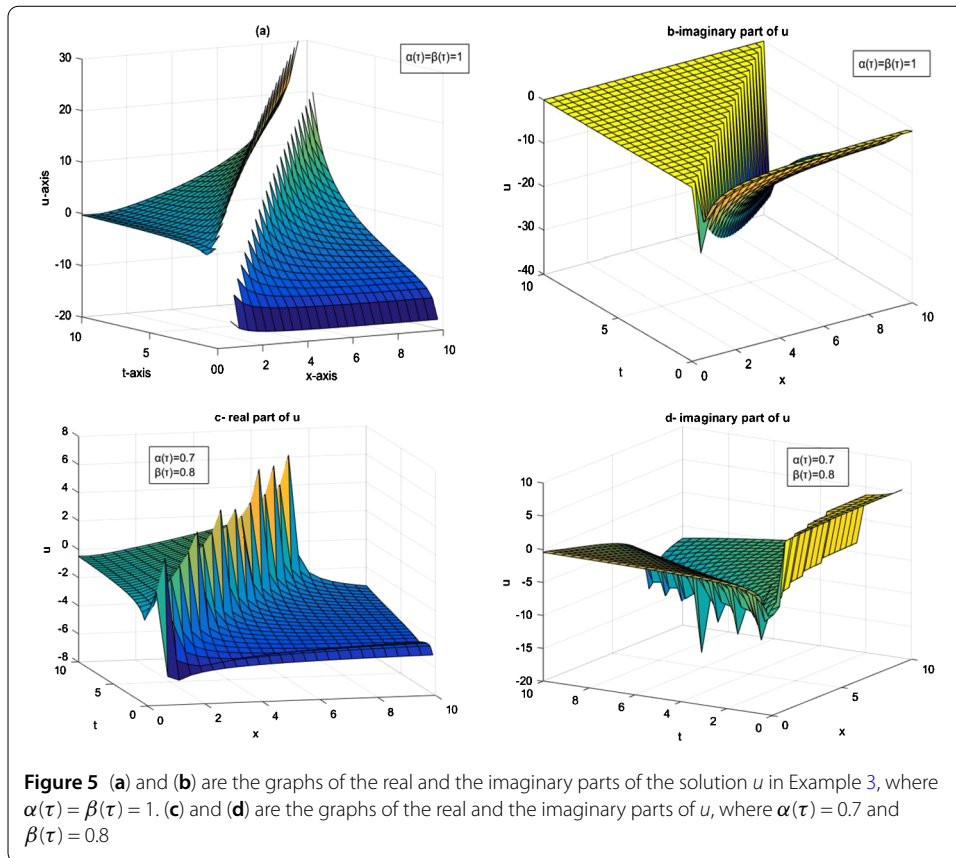 (a)
α(τ)=β(τ)=1
30
20
10
0
-10
-20
u-axis
10
5
00
t-axis
2
4
6
8
10
x-axis
b-imaginary part of u
α(τ)=β(τ)=1
0
-10
-20
-30
-40
u
10
5
0
t
0
2
4
6
8
10
x
c- real part of u
α(τ)=0.7
β(τ)=0.8
8
6
4
2
0
-2
-4
-6
-8
u
10
5
0
t
0
2
4
6
8
10
x
d- imaginary part of u
α(τ)=0.7
β(τ)=0.8
10
5
0
-5
-10
-15
-20
u
10
8
6
4
2
0
t
0
5
10
x
Figure 5 (a) and (b) are the graphs of the real and the imaginary parts of the solution u in Example 3, where
α(τ) = β(τ) = 1. (c) and (d) are the graphs of the real and the imaginary parts of u, where α(τ) = 0.7 and
β(τ) = 0.8